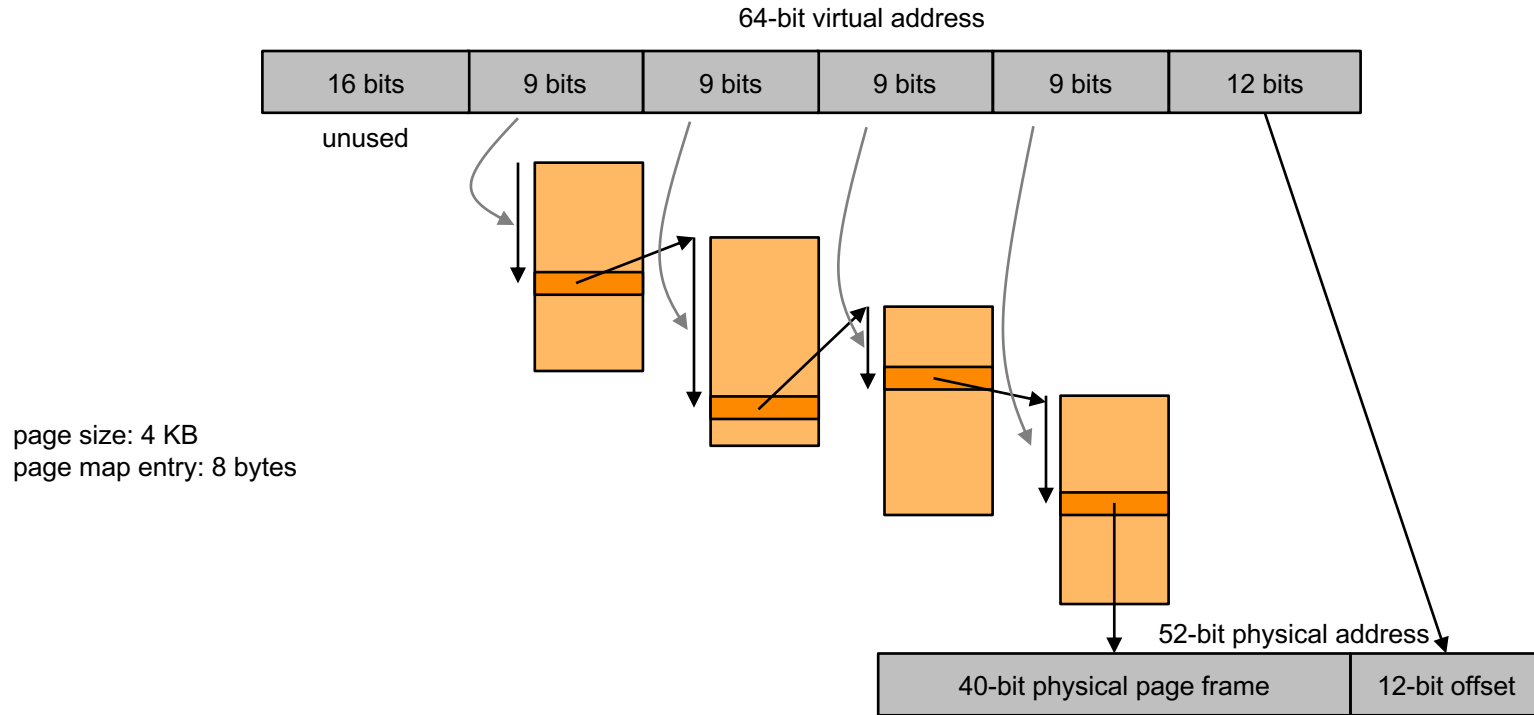 64-bit virtual address
16 bits
9 bits
9 bits
9 bits
9 bits
12 bits
unused
page size: 4 KB
page map entry: 8 bytes
52-bit physical address
40-bit physical page frame
12-bit offset